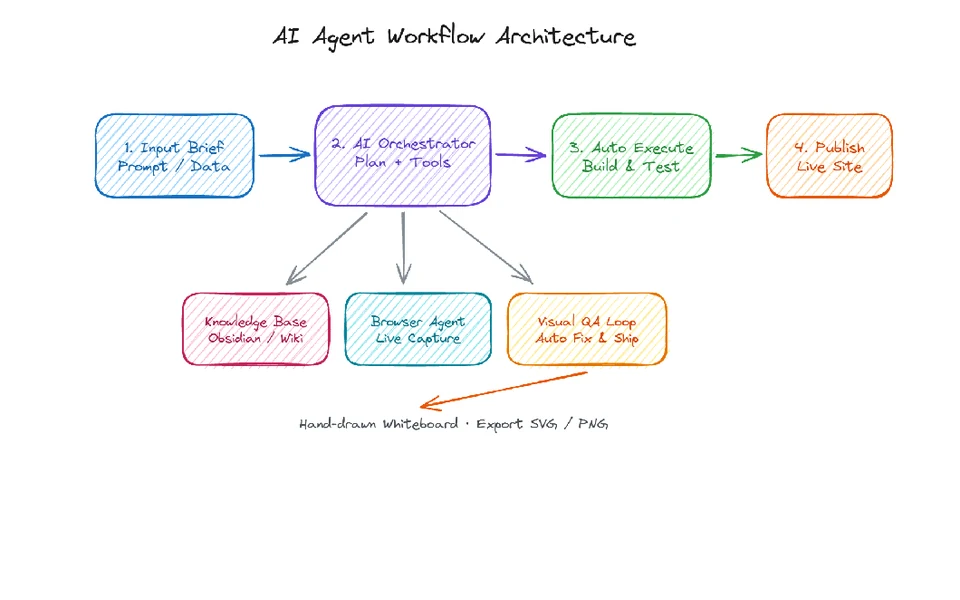 AI Agent Workflow Architecture
1. Input Brief
Prompt / Data
2. AI Orchestrator
Plan + Tools
3. Auto Execute
Build & Test
4. Publish
Live Site
Knowledge Base
Obsidian / Wiki
Browser Agent
Live Capture
Visual QA Loop
Auto Fix & Ship
Hand-drawn Whiteboard · Export SVG / PNG